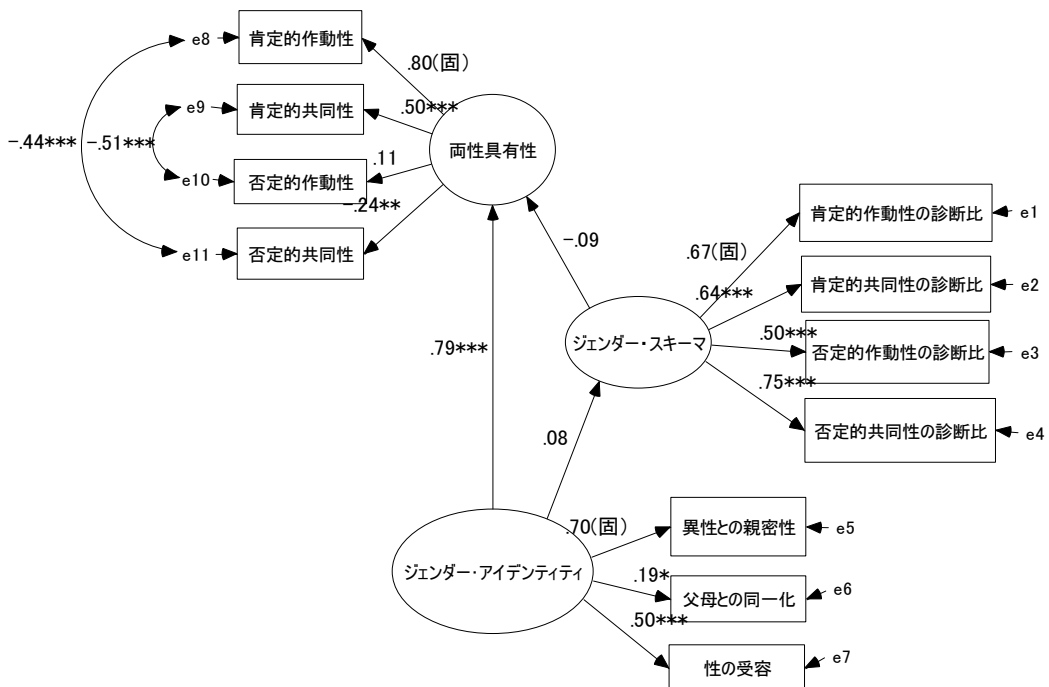 e8
肯定的作動性
.80(固)
e9
肯定的共同性
.50***
-.44***
-.51***
両性具有性
.11
e10
否定的作動性
-.24**
e11
否定的共同性
-.09
肯定的作動性の診断比
e1
.67(固)
肯定的共同性の診断比
e2
.64***
.79***
ジェンダー・スキーマ
.50***
否定的作動性の診断比
e3
.75***
否定的共同性の診断比
e4
.08
.70(固)
異性との親密性
e5
ジェンダー・アイデンティティ
.19*
父母との同一化
e6
.50***
性の受容
e7